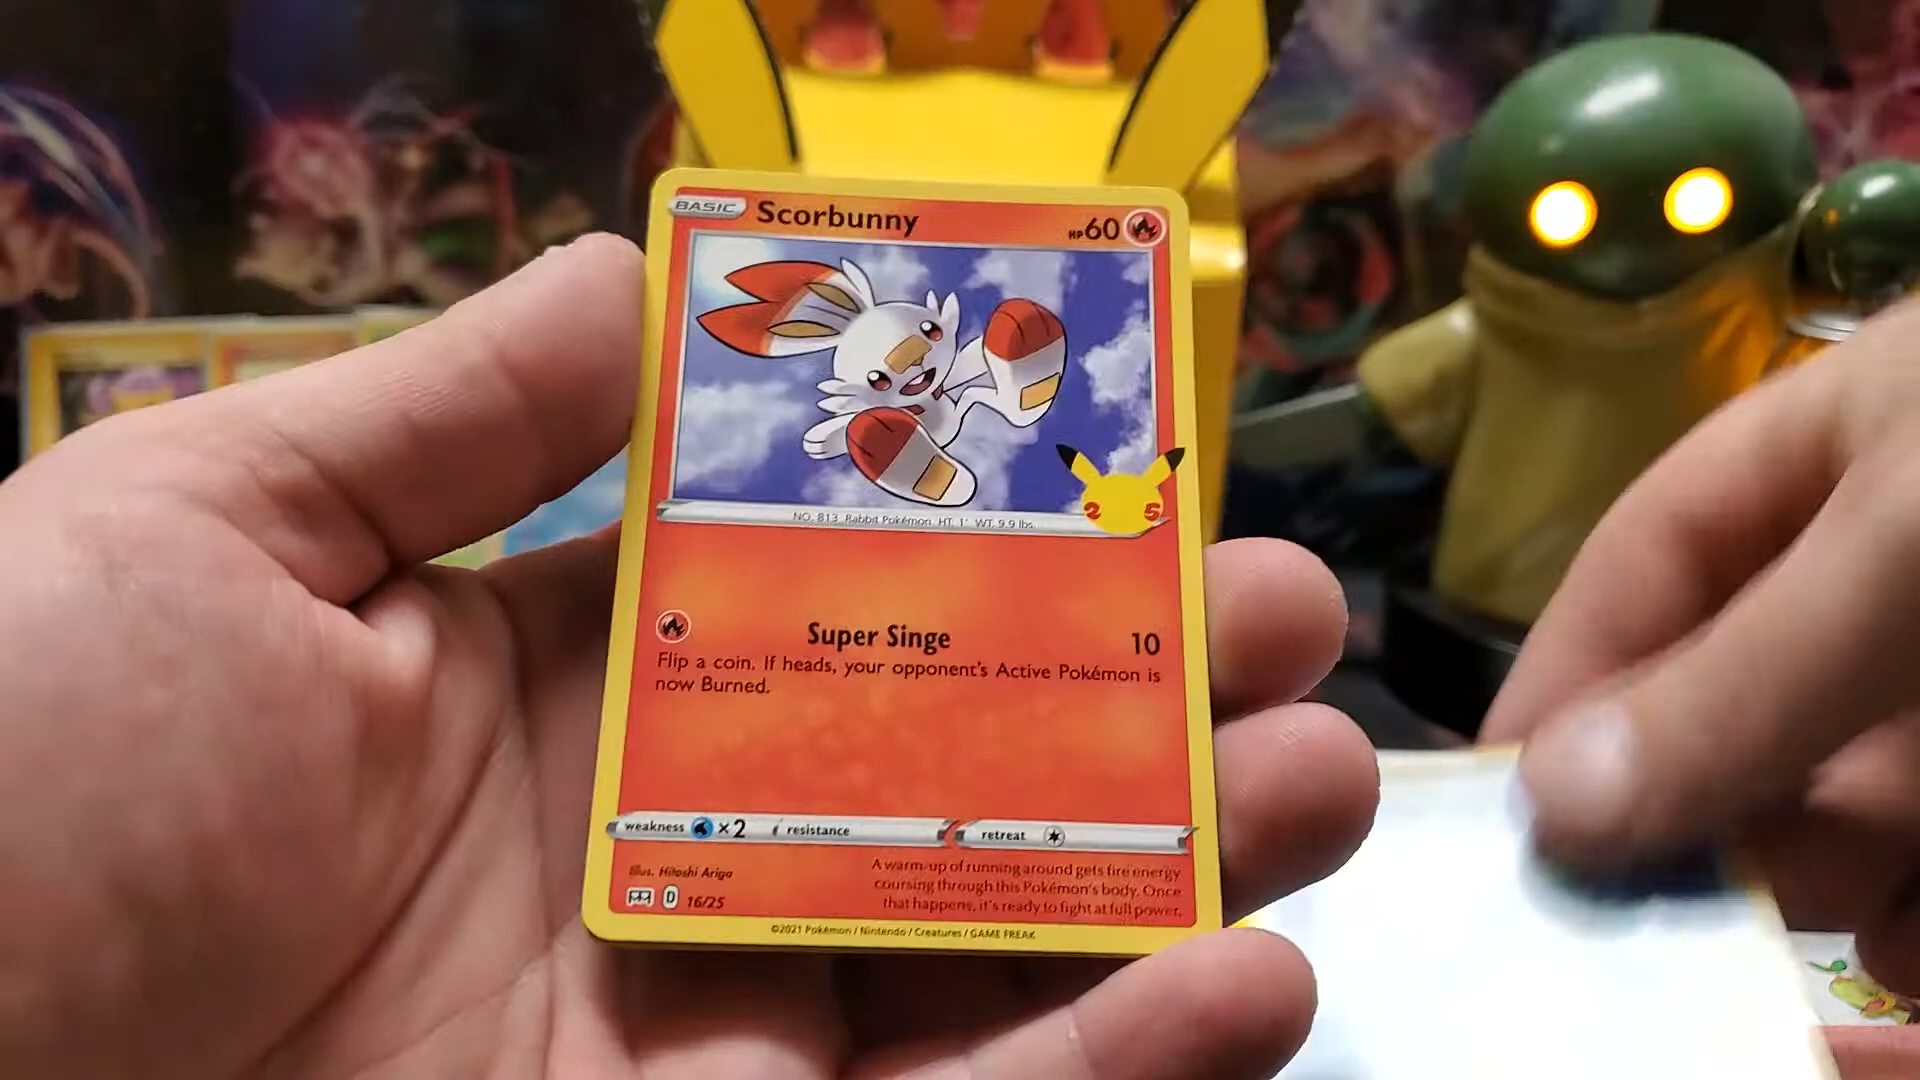 BASIC Scorbunny HP60
NO. 813 Rabbit Pokémon HT. 1' WT. 9.9 lbs.
2 5
Super Singe 10
Flip a coin. If heads, your opponent's Active Pokémon is
now Burned.
weakness ×2 resistance retreat
Illus. Hitoshi Ariga
A warm-up of running around gets fire energy
coursing through this Pokémon's body. Once
that happens, it's ready to fight at full power.
D 16/25
©2021 Pokémon / Nintendo / Creatures / GAME FREAK